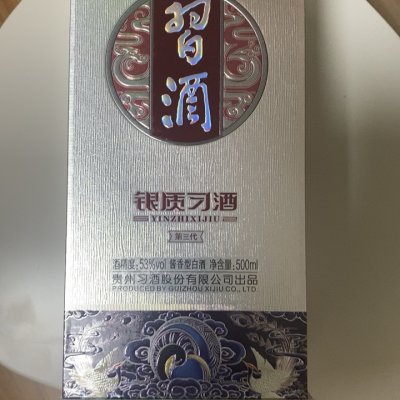 習酒
银质习酒
YINZHIXIJIU
第三代
酒精度:53%vol 酱香型白酒 净含量:500ml
贵州习酒股份有限公司出品
PRODUCED BY GUIZHOU XIJIU CO., LTD.